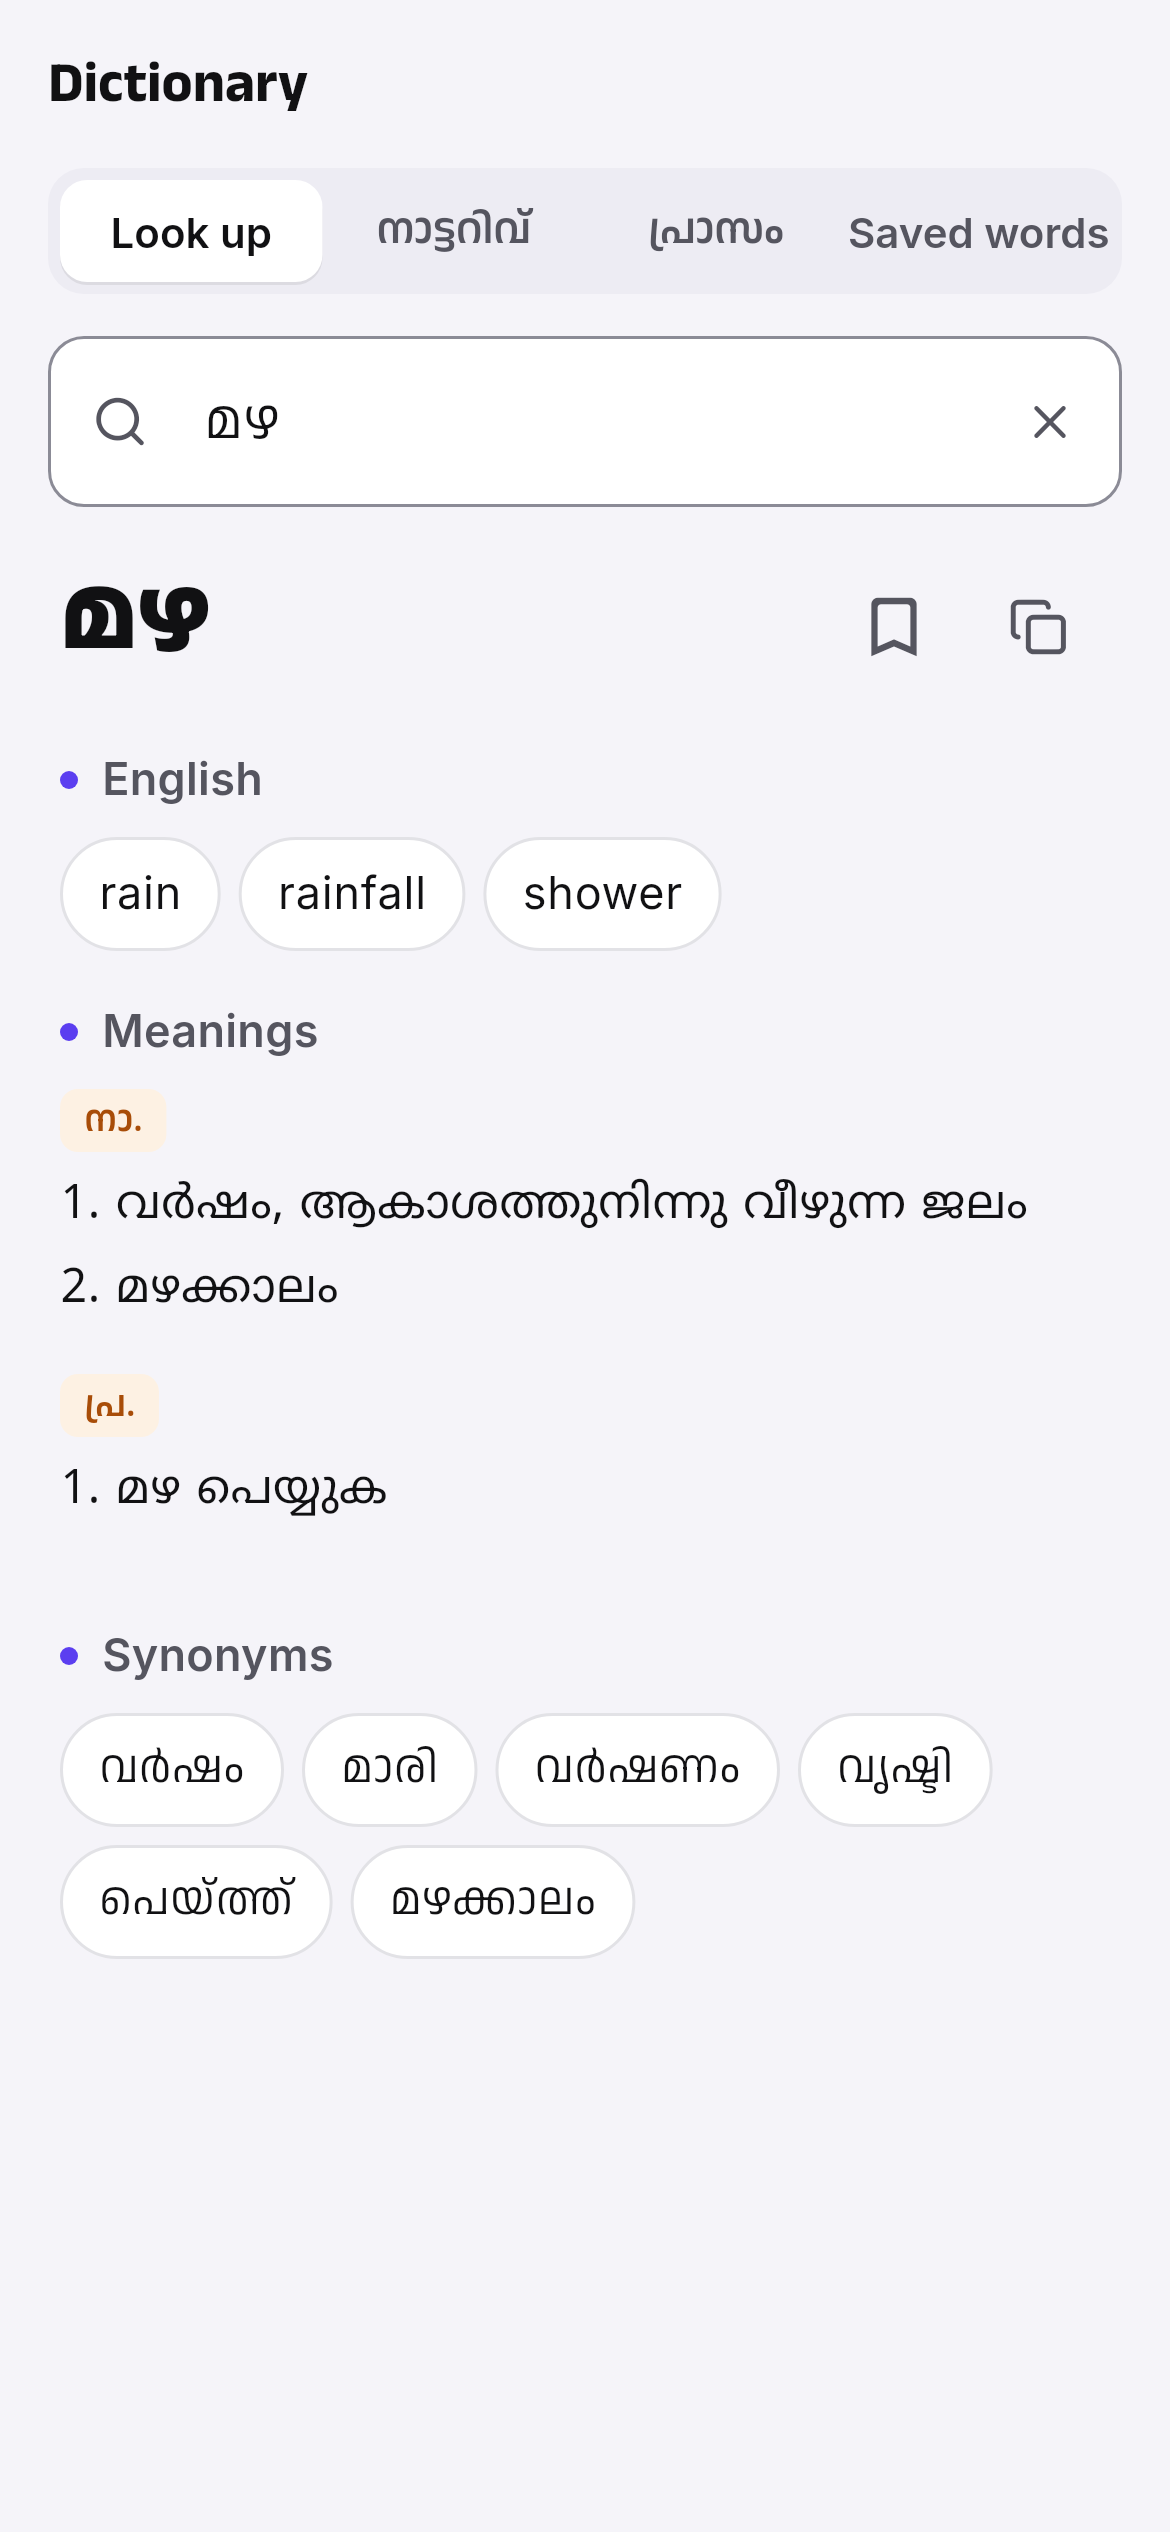 Dictionary
Look up നാട്ടറിവ് പ്രാസം Saved words
മഴ
മഴ
English
rain rainfall shower
Meanings
നാ.
1. വർഷം, ആകാശത്തുനിന്നു വീഴുന്ന ജലം
2. മഴക്കാലം
പ്ര.
1. മഴ പെയ്യുക
Synonyms
വർഷം മാരി വർഷണം വൃഷ്ടി
പെയ്ത്ത് മഴക്കാലം